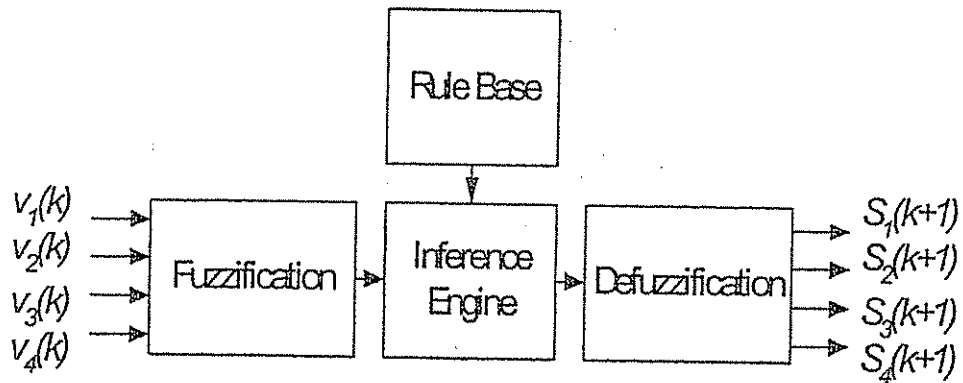 Rule Base
v₁(k)
v₂(k)
v₃(k)
v₄(k)
Fuzzification
Inference
Engine
Defuzzification
S₁(k+1)
S₂(k+1)
S₃(k+1)
S₄(k+1)